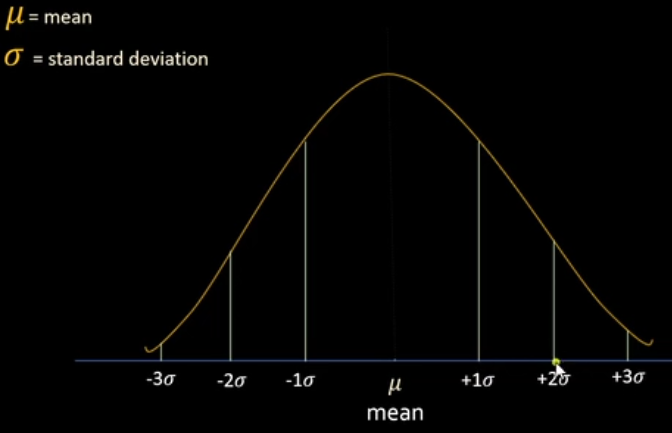 μ = mean
σ = standard deviation
-3σ -2σ -1σ μ +1σ +2σ +3σ
mean